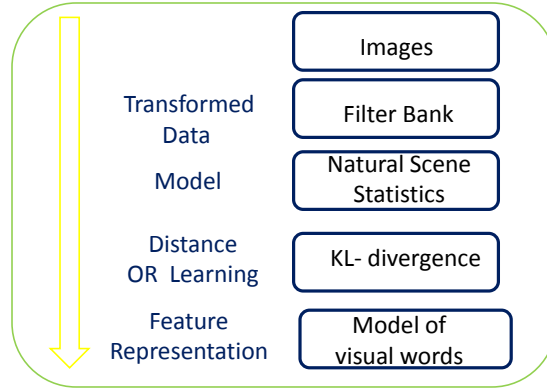 Images
Transformed
Data
Filter Bank
Model
Natural Scene
Statistics
Distance
OR Learning
KL- divergence
Feature
Representation
Model of
visual words